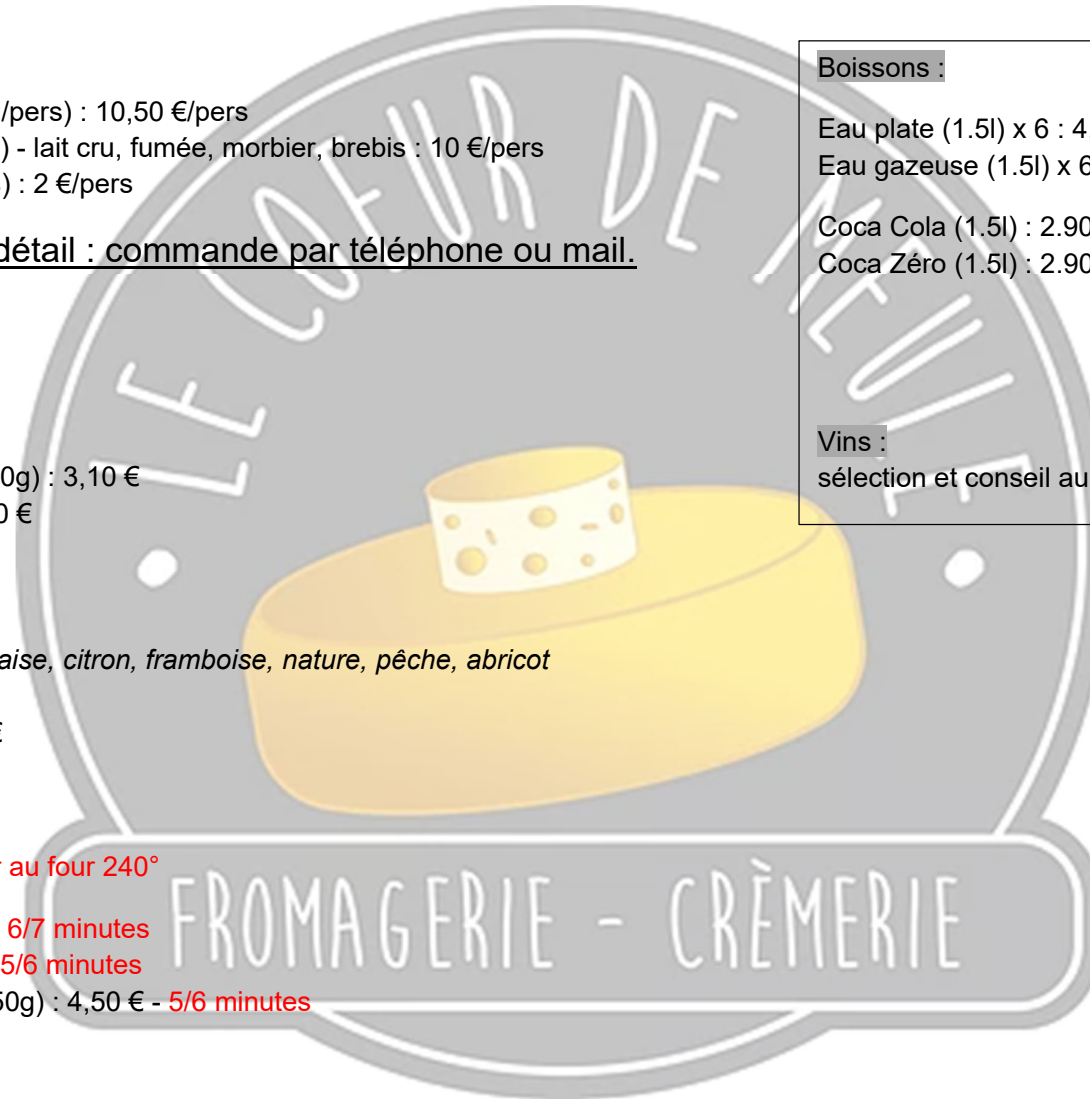 /pers) : 10,50 €/pers
) - lait cru, fumée, morbier, brebis : 10 €/pers
) : 2 €/pers
détail : commande par téléphone ou mail.
0g) : 3,10 €
0 €
aise, citron, framboise, nature, pêche, abricot
€
r au four 240°
6/7 minutes
5/6 minutes
50g) : 4,50 € - 5/6 minutes
Boissons :
Eau plate (1.5l) x 6 : 4
Eau gazeuse (1.5l) x 6
Coca Cola (1.5l) : 2.90
Coca Zéro (1.5l) : 2.90
Vins :
sélection et conseil au
LE COEUR DE MEULE
FROMAGERIE - CRÈMERIE